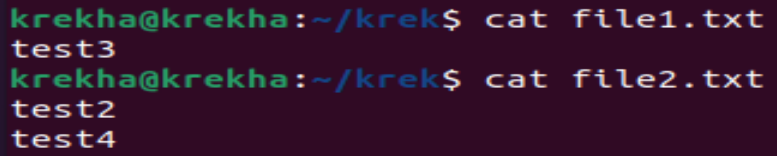 krekha@krekha:~/krek$ cat file1.txt
test3
krekha@krekha:~/krek$ cat file2.txt
test2
test4